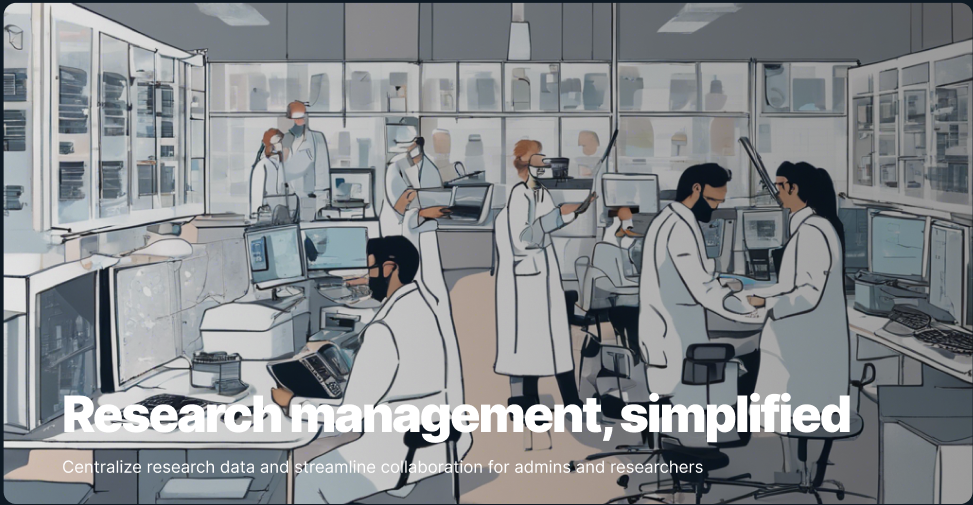 Research management, simplified
Centralize research data and streamline collaboration for admins and researchers